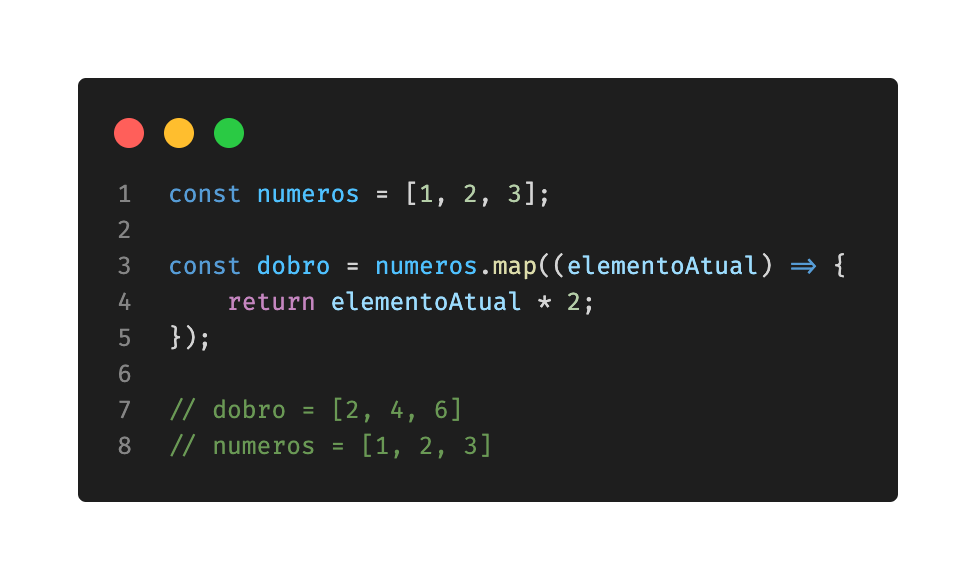 1 const numeros = [1, 2, 3];
2
3 const dobro = numeros.map((elementoAtual) => {
4     return elementoAtual * 2;
5 });
6
7 // dobro = [2, 4, 6]
8 // numeros = [1, 2, 3]